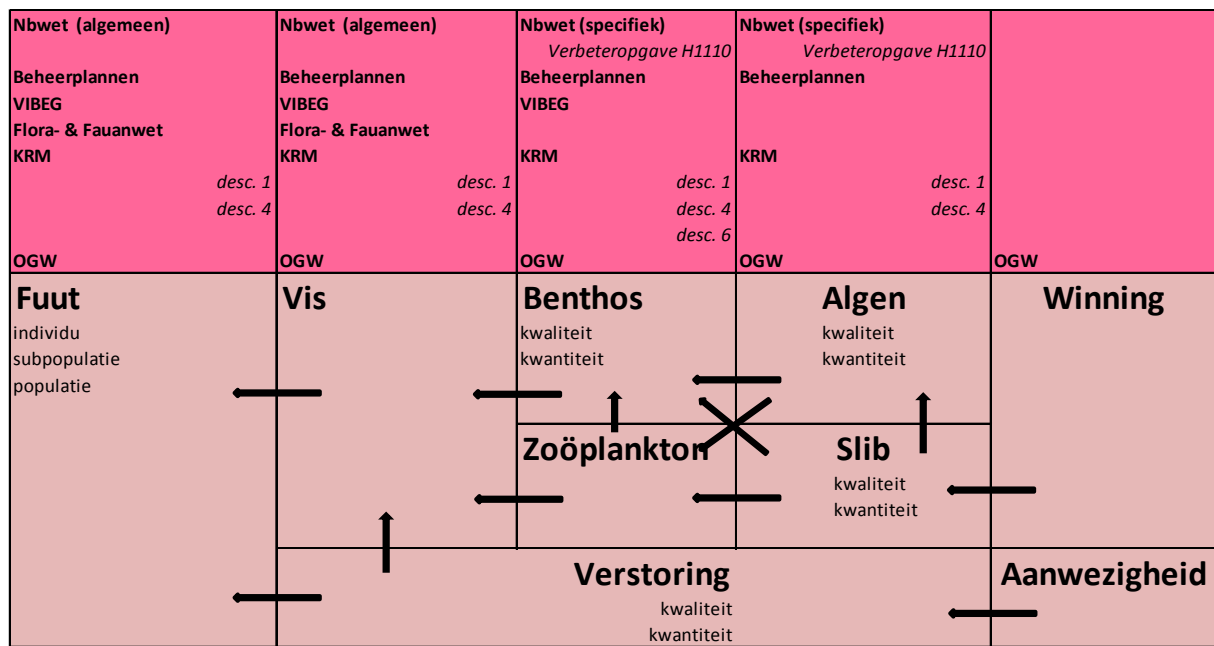 Nbwet (algemeen)
Beheerplannen
VIBEG
Flora- & Fauanwet
KRM
desc. 1
desc. 4
OGW
Nbwet (algemeen)
Beheerplannen
VIBEG
Flora- & Fauanwet
KRM
desc. 1
desc. 4
OGW
Nbwet (specifiek)
Verbeteropgave H1110
Beheerplannen
VIBEG
KRM
desc. 1
desc. 4
desc. 6
OGW
Nbwet (specifiek)
Verbeteropgave H1110
Beheerplannen
KRM
desc. 1
desc. 4
OGW
OGW
Fuut
individu
subpopulatie
populatie
Vis
Benthos
kwaliteit
kwantiteit
Algen
kwaliteit
kwantiteit
Winning
Zoöplankton
Slib
kwaliteit
kwantiteit
Verstoring
kwaliteit
kwantiteit
Aanwezigheid